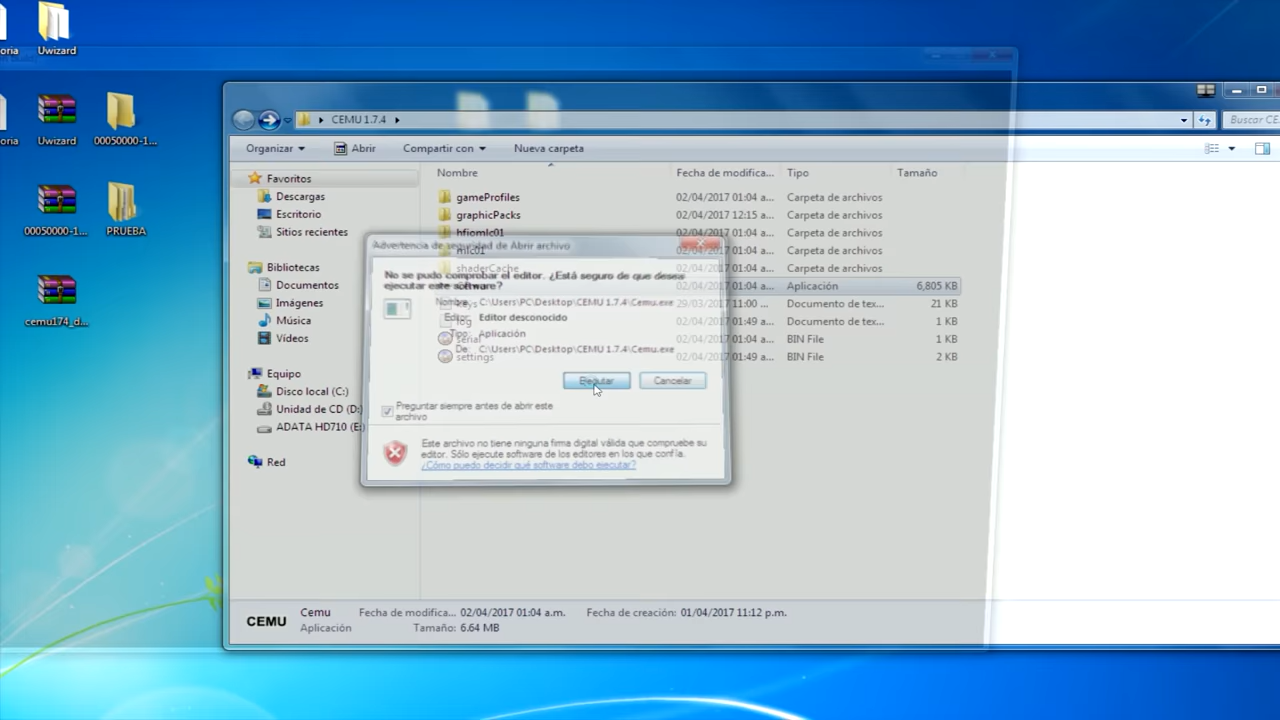 oria
Uwizard
oria
Uwizard
00050000-1...
00050000-1...
PRUEBA
cemu174_d...
CEMU 1.7.4
Buscar CE
Organizar
Abrir
Compartir con
Nueva carpeta
Nombre
Fecha de modifica...
Tipo
Tamaño
Favoritos
Descargas
Escritorio
Sitios recientes
Bibliotecas
Documentos
Imágenes
Música
Vídeos
Equipo
Disco local (C:)
Unidad de CD (D:)
ADATA HD710 (E:
Red
gameProfiles 02/04/2017 01:04 a... Carpeta de archivos
graphicPacks 02/04/2017 12:15 a... Carpeta de archivos
hfiomlc01 02/04/2017 01:04 a... Carpeta de archivos
mlc01 02/04/2017 01:04 a... Carpeta de archivos
shaderCache 02/04/2017 01:04 a... Carpeta de archivos
02/04/2017 01:04 a... Aplicación 6,805 KB
keys 29/03/2017 11:00 ... Documento de tex... 21 KB
log 02/04/2017 01:49 a... Documento de tex... 1 KB
serial 02/04/2017 01:04 a... BIN File 1 KB
settings 02/04/2017 01:49 a... BIN File 2 KB
Advertencia de seguridad de Abrir archivo
No se pudo comprobar el editor. ¿Está seguro de que desea
ejecutar este software?
Nombre: C:\Users\PC\Desktop\CEMU 1.7.4\Cemu.exe
Editor: Editor desconocido
Tipo: Aplicación
De: C:\Users\PC\Desktop\CEMU 1.7.4\Cemu.exe
Ejecutar
Cancelar
Preguntar siempre antes de abrir este
archivo
Este archivo no tiene ninguna firma digital válida que compruebe su
editor. Sólo ejecute software de los editores en los que confía.
¿Cómo puedo decidir qué software debo ejecutar?
CEMU
Cemu Fecha de modifica... 02/04/2017 01:04 a.m. Fecha de creación: 01/04/2017 11:12 p.m.
Aplicación Tamaño: 6.64 MB